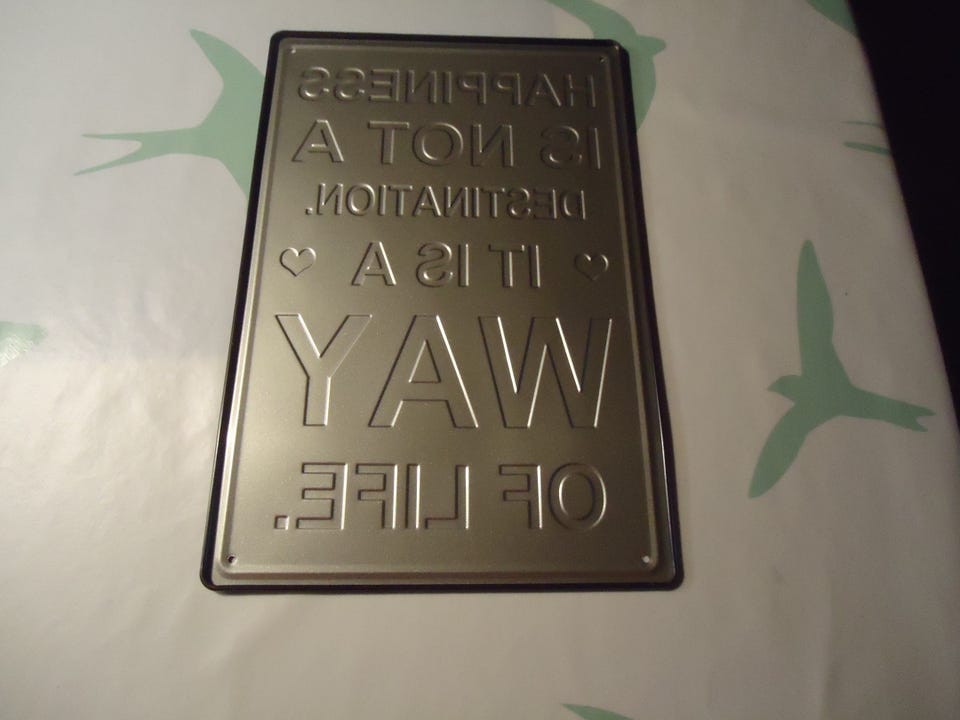 HAPPINESS
IS NOT A
DESTINATION.
♡ IT IS A ♡
WAY
OF LIFE.